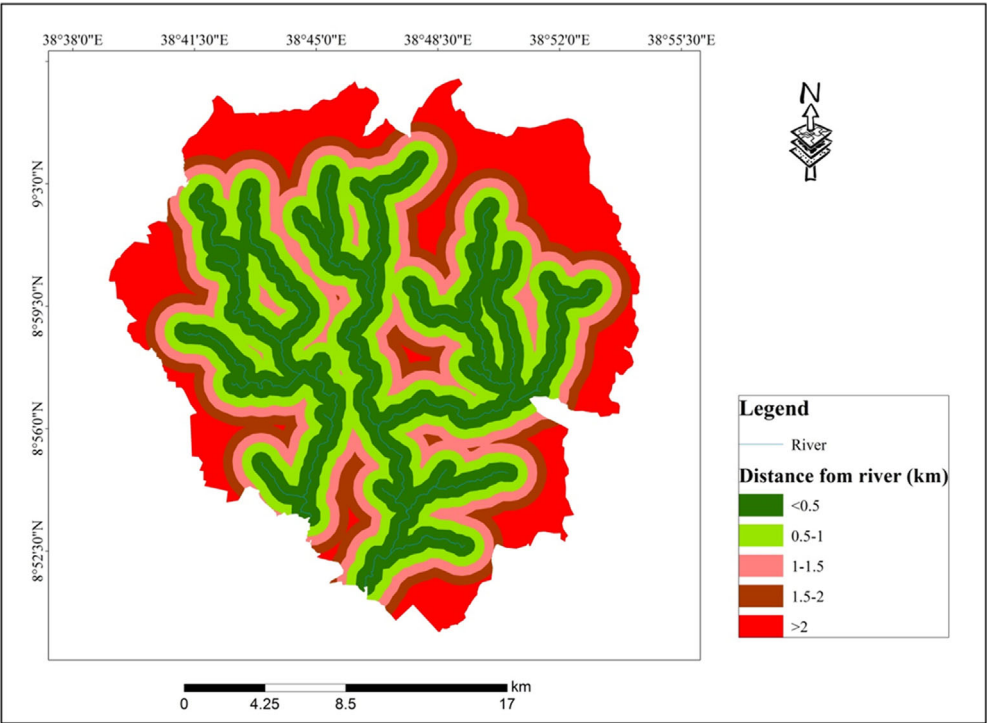 38°38'0"E 38°41'30"E 38°45'0"E 38°48'30"E 38°52'0"E 38°55'30"E
N
9°3'0"N
8°59'30"N
8°56'0"N
8°52'30"N
Legend
River
Distance fom river (km)
<0.5
0.5-1
1-1.5
1.5-2
>2
km
0 4.25 8.5 17